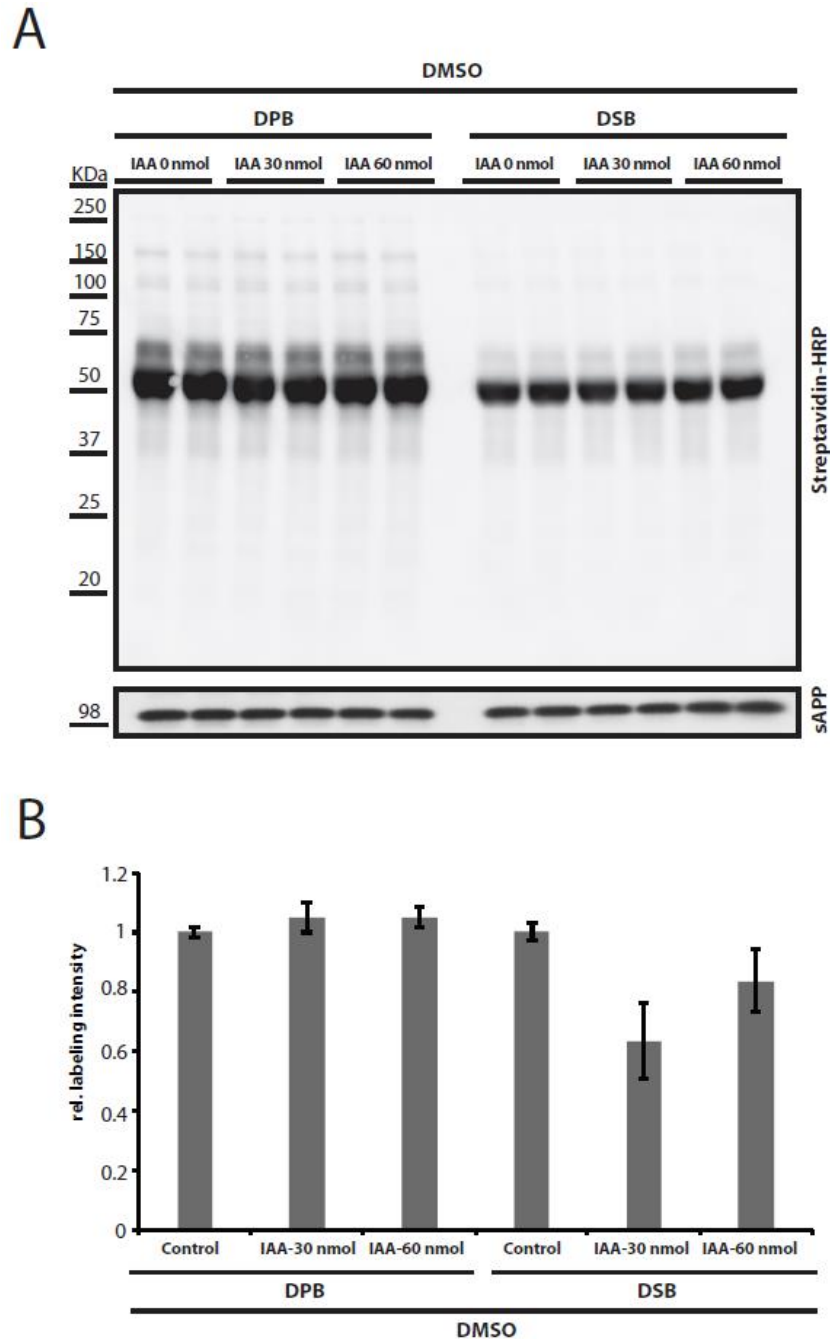 A
DMSO
DPB DSB
IAA 0 nmol IAA 30 nmol IAA 60 nmol IAA 0 nmol IAA 30 nmol IAA 60 nmol
KDa
250
150
100
75
50
37
25
20
Streptavidin-HRP
98
sAPP
B
1.2
1
0.8
0.6
0.4
0.2
0
rel. labeling intensity
Control IAA-30 nmol IAA-60 nmol Control IAA-30 nmol IAA-60 nmol
DPB DSB
DMSO